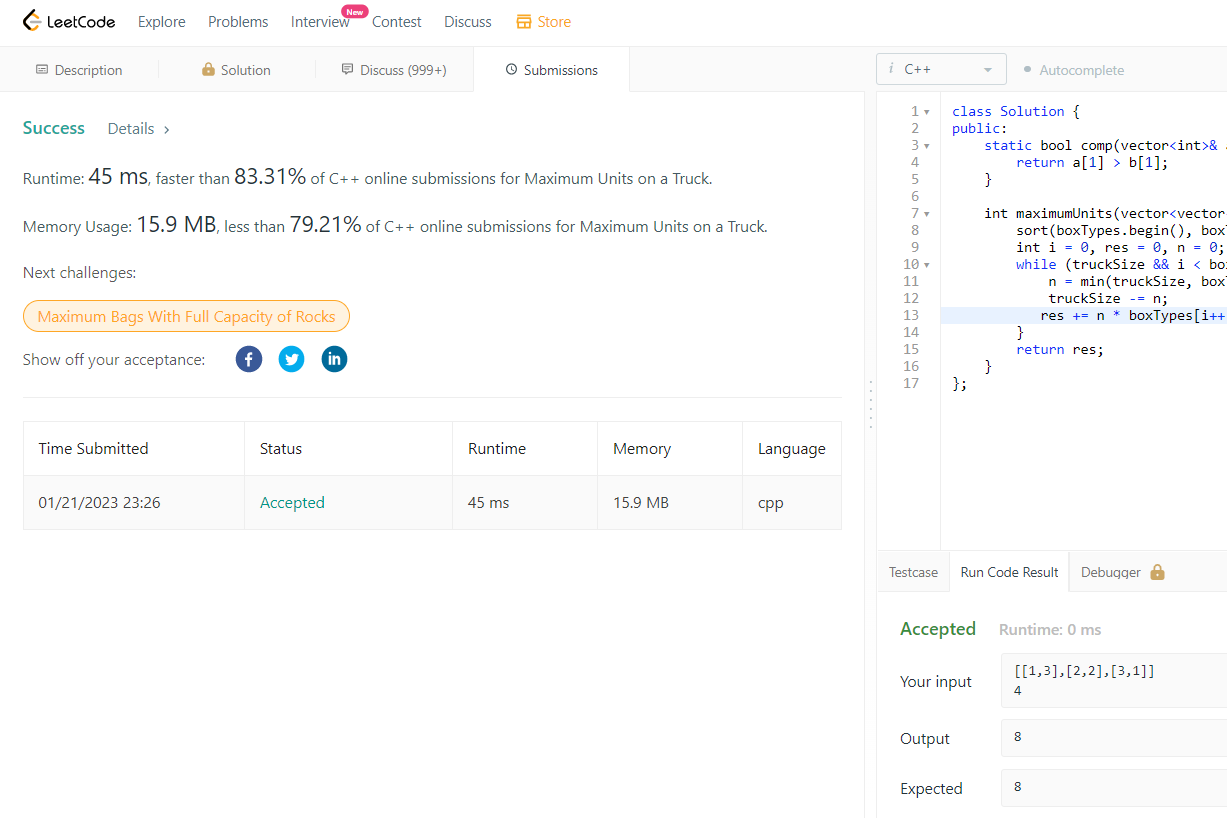 LeetCode Explore Problems Interview New Contest Discuss Store
Description Solution Discuss (999+) Submissions
Success Details >
Runtime: 45 ms, faster than 83.31% of C++ online submissions for Maximum Units on a Truck.
Memory Usage: 15.9 MB, less than 79.21% of C++ online submissions for Maximum Units on a Truck.
Next challenges:
Maximum Bags With Full Capacity of Rocks
Show off your acceptance:
Time Submitted Status Runtime Memory Language
01/21/2023 23:26 Accepted 45 ms 15.9 MB cpp
i C++ Autocomplete
1 class Solution {
2 public:
3 static bool comp(vector<int>&
4 return a[1] > b[1];
5 }
6
7 int maximumUnits(vector<vector
8 sort(boxTypes.begin(), box
9 int i = 0, res = 0, n = 0;
10 while (truckSize && i < bo
11 n = min(truckSize, box
12 truckSize -= n;
13 res += n * boxTypes[i++
14 }
15 return res;
16 }
17 };
Testcase Run Code Result Debugger
Accepted Runtime: 0 ms
Your input
[[1,3],[2,2],[3,1]]
4
Output 8
Expected 8